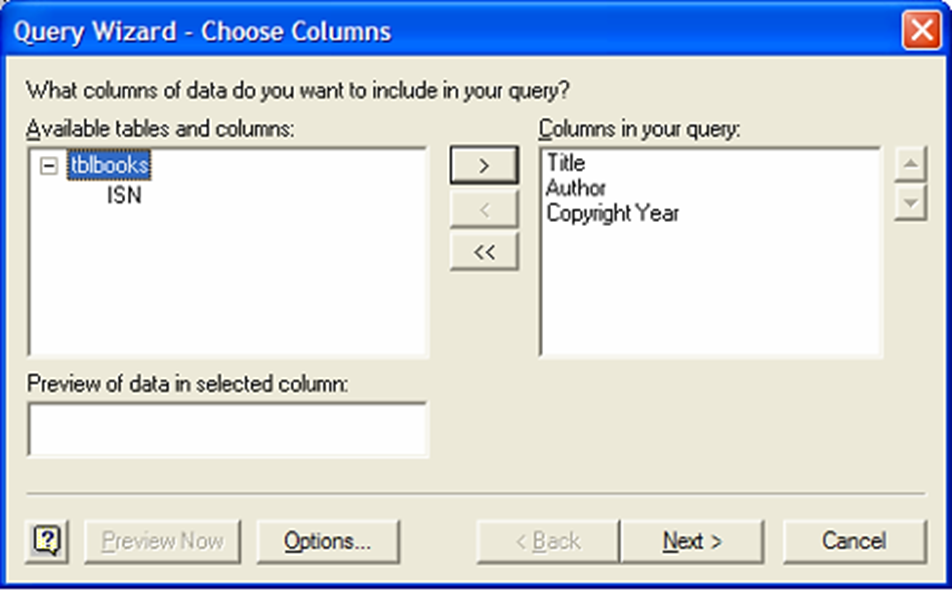 Query Wizard - Choose Columns
What columns of data do you want to include in your query?
Available tables and columns:
Columns in your query:
tblbooks
ISN
>
<
<<
Title
Author
Copyright Year
Preview of data in selected column:
? Preview Now Options... < Back Next > Cancel